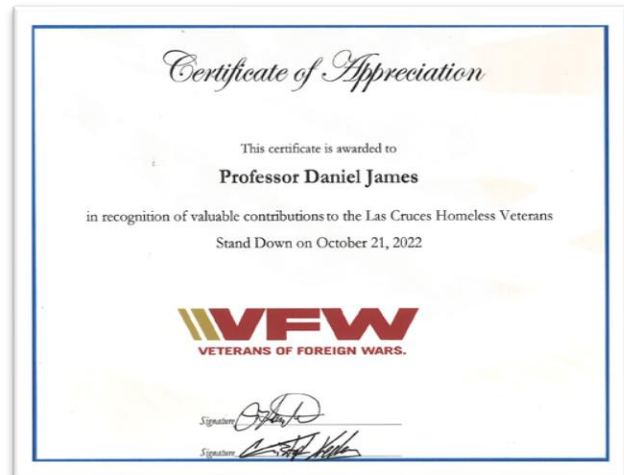 Certificate of Appreciation
This certificate is awarded to
Professor Daniel James
in recognition of valuable contributions to the Las Cruces Homeless Veterans
Stand Down on October 21, 2022
VFW
VETERANS OF FOREIGN WARS.
Signature
Signature